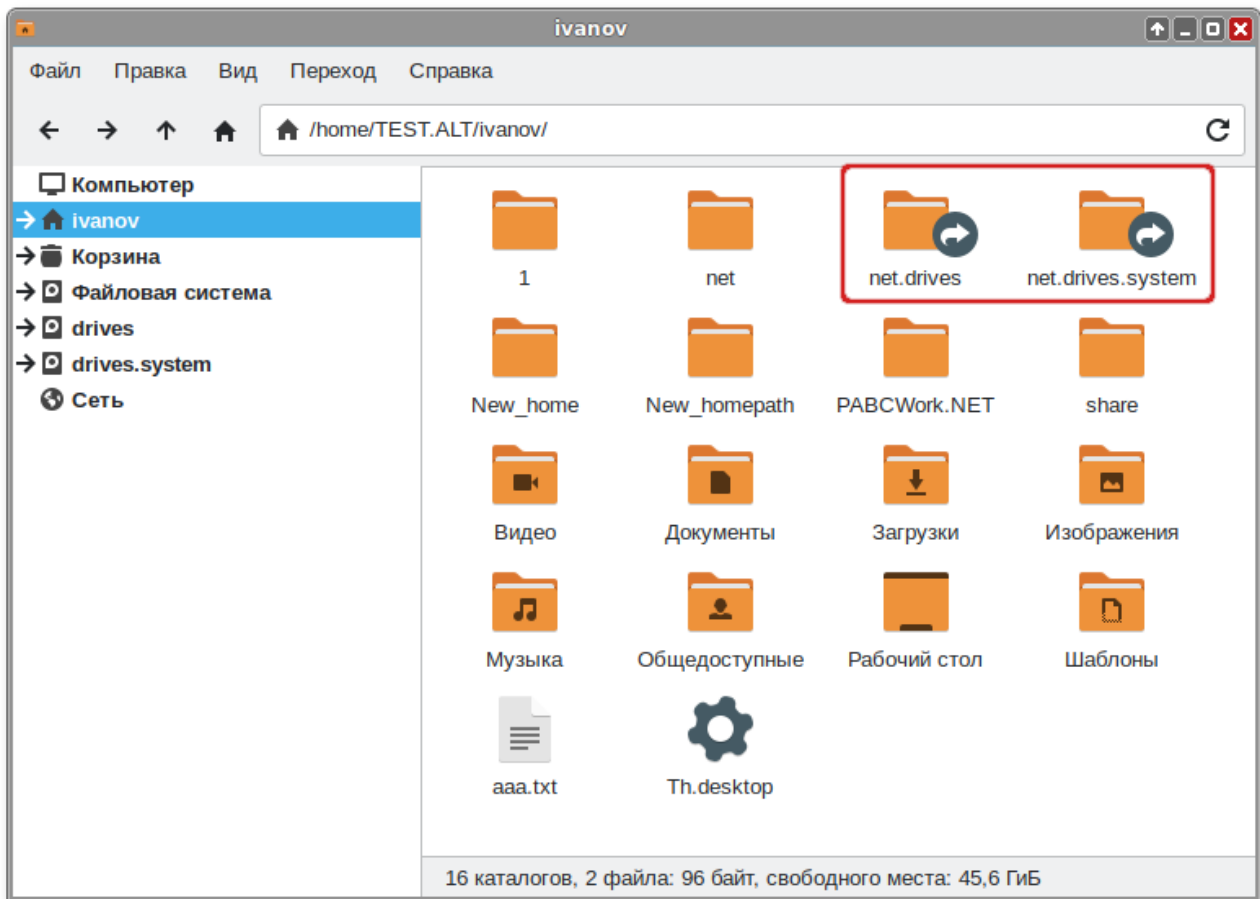 ivanov
Файл Правка Вид Переход Справка
/home/TEST.ALT/ivanov/
Компьютер
ivanov
Корзина
Файловая система
drives
drives.system
Сеть
1 net net.drives net.drives.system
New_home New_homepath PABCWork.NET share
Видео Документы Загрузки Изображения
Музыка Общедоступные Рабочий стол Шаблоны
aaa.txt Th.desktop
16 каталогов, 2 файла: 96 байт, свободного места: 45,6 ГиБ